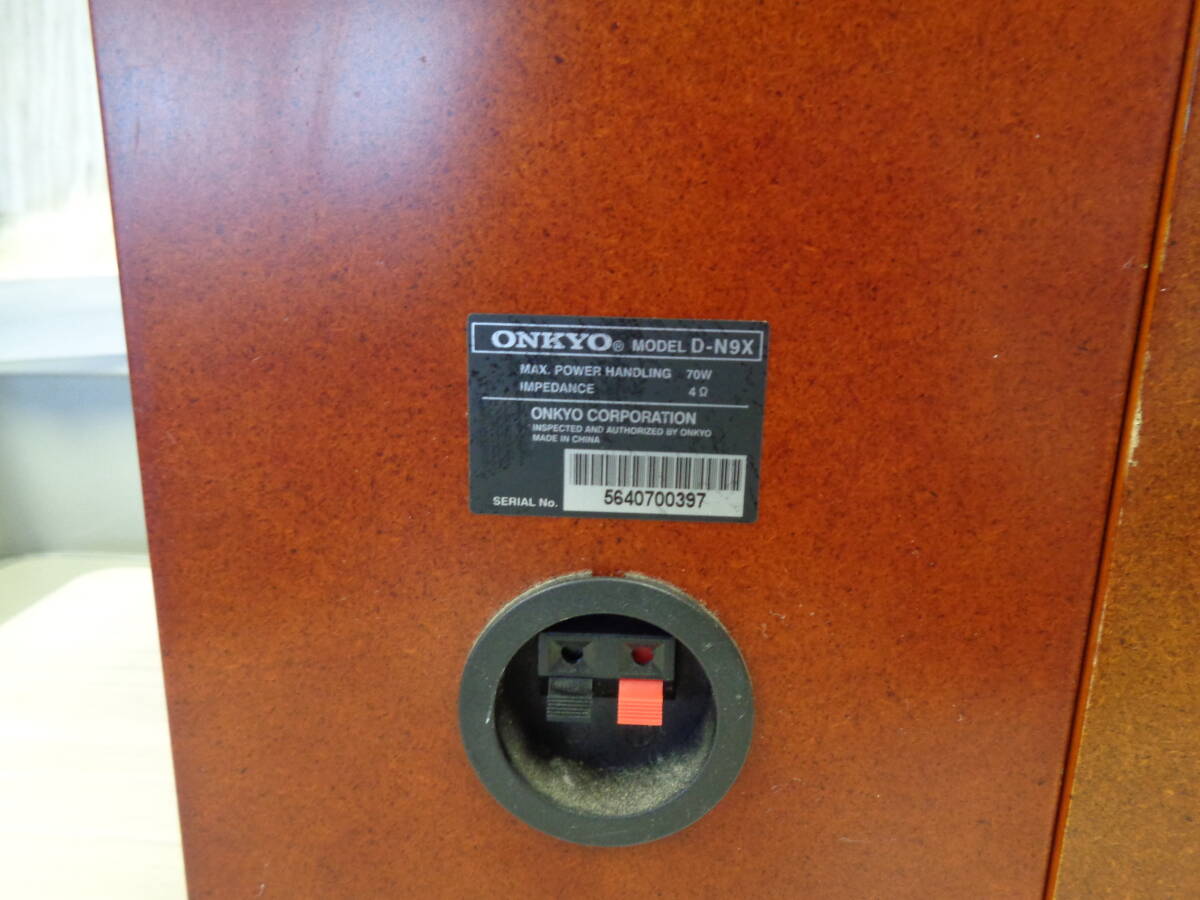 ONKYO® MODEL D-N9X
MAX. POWER HANDLING 70W
IMPEDANCE 4Ω
ONKYO CORPORATION
INSPECTED AND AUTHORIZED BY ONKYO
MADE IN CHINA
SERIAL No. 5640700397